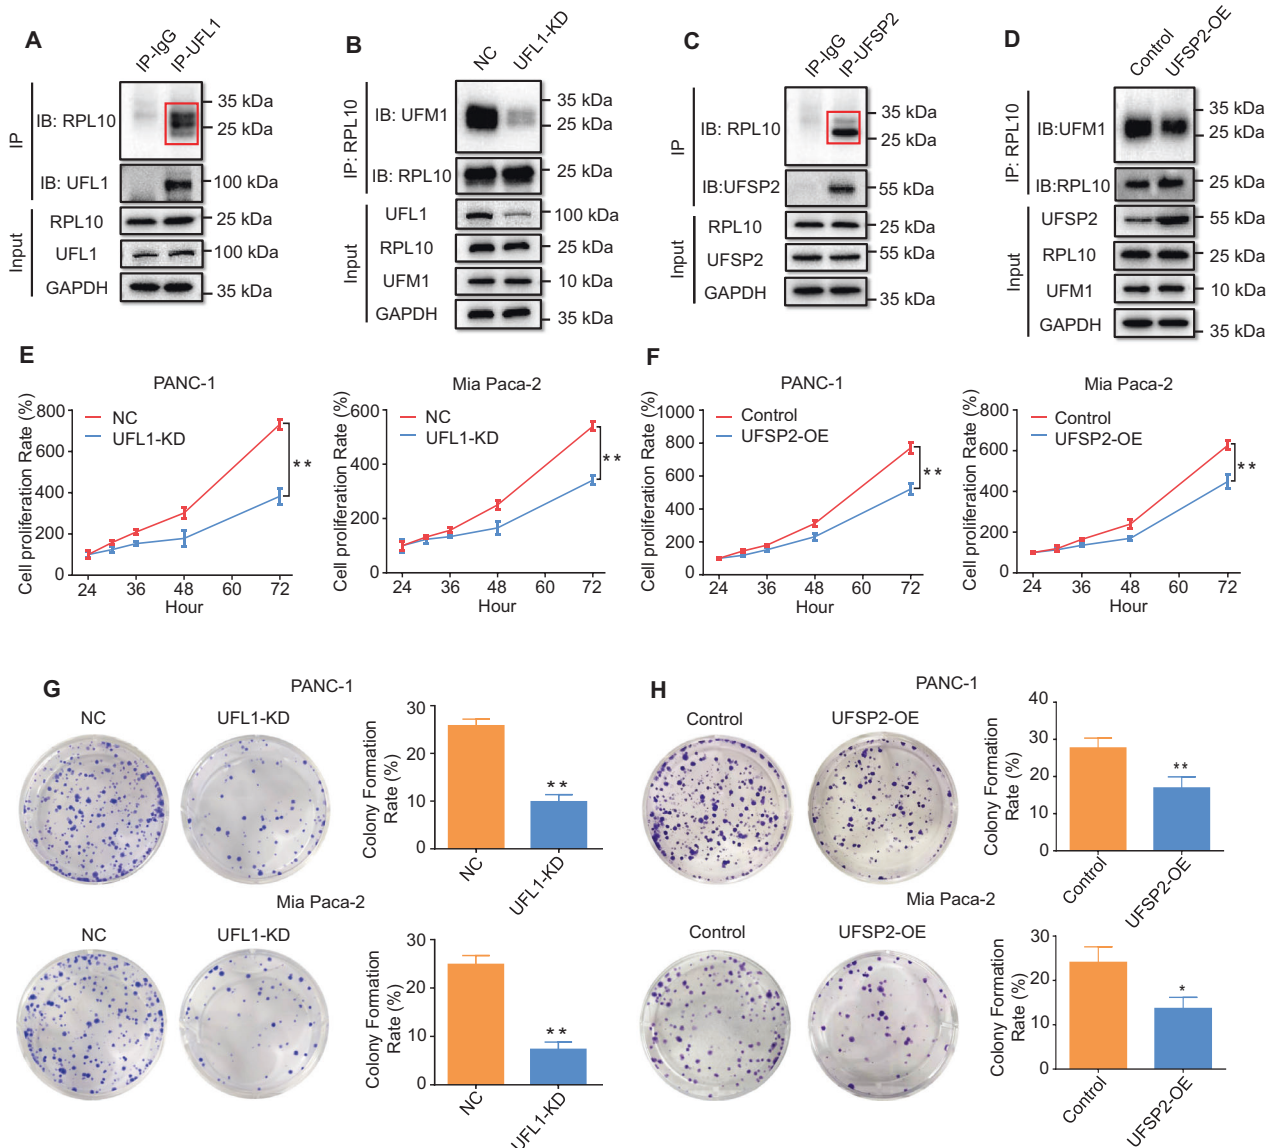 A
IP-IgG
IP-UFL1
IP
IB: RPL10
35 kDa
25 kDa
IB: UFL1
100 kDa
Input
RPL10
25 kDa
UFL1
100 kDa
GAPDH
35 kDa
B
NC
UFL1-KD
IP: RPL10
IB: UFM1
35 kDa
25 kDa
IB: RPL10
25 kDa
Input
UFL1
100 kDa
RPL10
25 kDa
UFM1
10 kDa
GAPDH
35 kDa
C
IP-IgG
IP-UFSP2
IP
IB: RPL10
35 kDa
25 kDa
IB:UFSP2
55 kDa
Input
RPL10
25 kDa
UFSP2
55 kDa
GAPDH
35 kDa
D
Control
UFSP2-OE
IP: RPL10
IB:UFM1
35 kDa
25 kDa
IB:RPL10
25 kDa
Input
UFSP2
55 kDa
RPL10
25 kDa
UFM1
10 kDa
GAPDH
35 kDa
E
PANC-1
Cell proliferation Rate (%)
800
600
400
200
0
NC
UFL1-KD
**
24 36 48 60 72
Hour
Mia Paca-2
Cell proliferation Rate (%)
600
400
200
0
NC
UFL1-KD
**
24 36 48 60 72
Hour
F
PANC-1
Cell proliferation Rate (%)
1000
800
600
400
200
0
Control
UFSP2-OE
**
24 36 48 60 72
Hour
Mia Paca-2
Cell proliferation Rate (%)
800
600
400
200
0
Control
UFSP2-OE
**
24 36 48 60 72
Hour
G
PANC-1
NC
UFL1-KD
Colony Formation
Rate (%)
30
20
10
0
**
NC
UFL1-KD
Mia Paca-2
NC
UFL1-KD
Colony Formation
Rate (%)
30
20
10
0
**
NC
UFL1-KD
H
PANC-1
Control
UFSP2-OE
Colony Formation
Rate (%)
40
30
20
10
0
**
Control
UFSP2-OE
Mia Paca-2
Control
UFSP2-OE
Colony Formation
Rate (%)
30
20
10
0
*
Control
UFSP2-OE